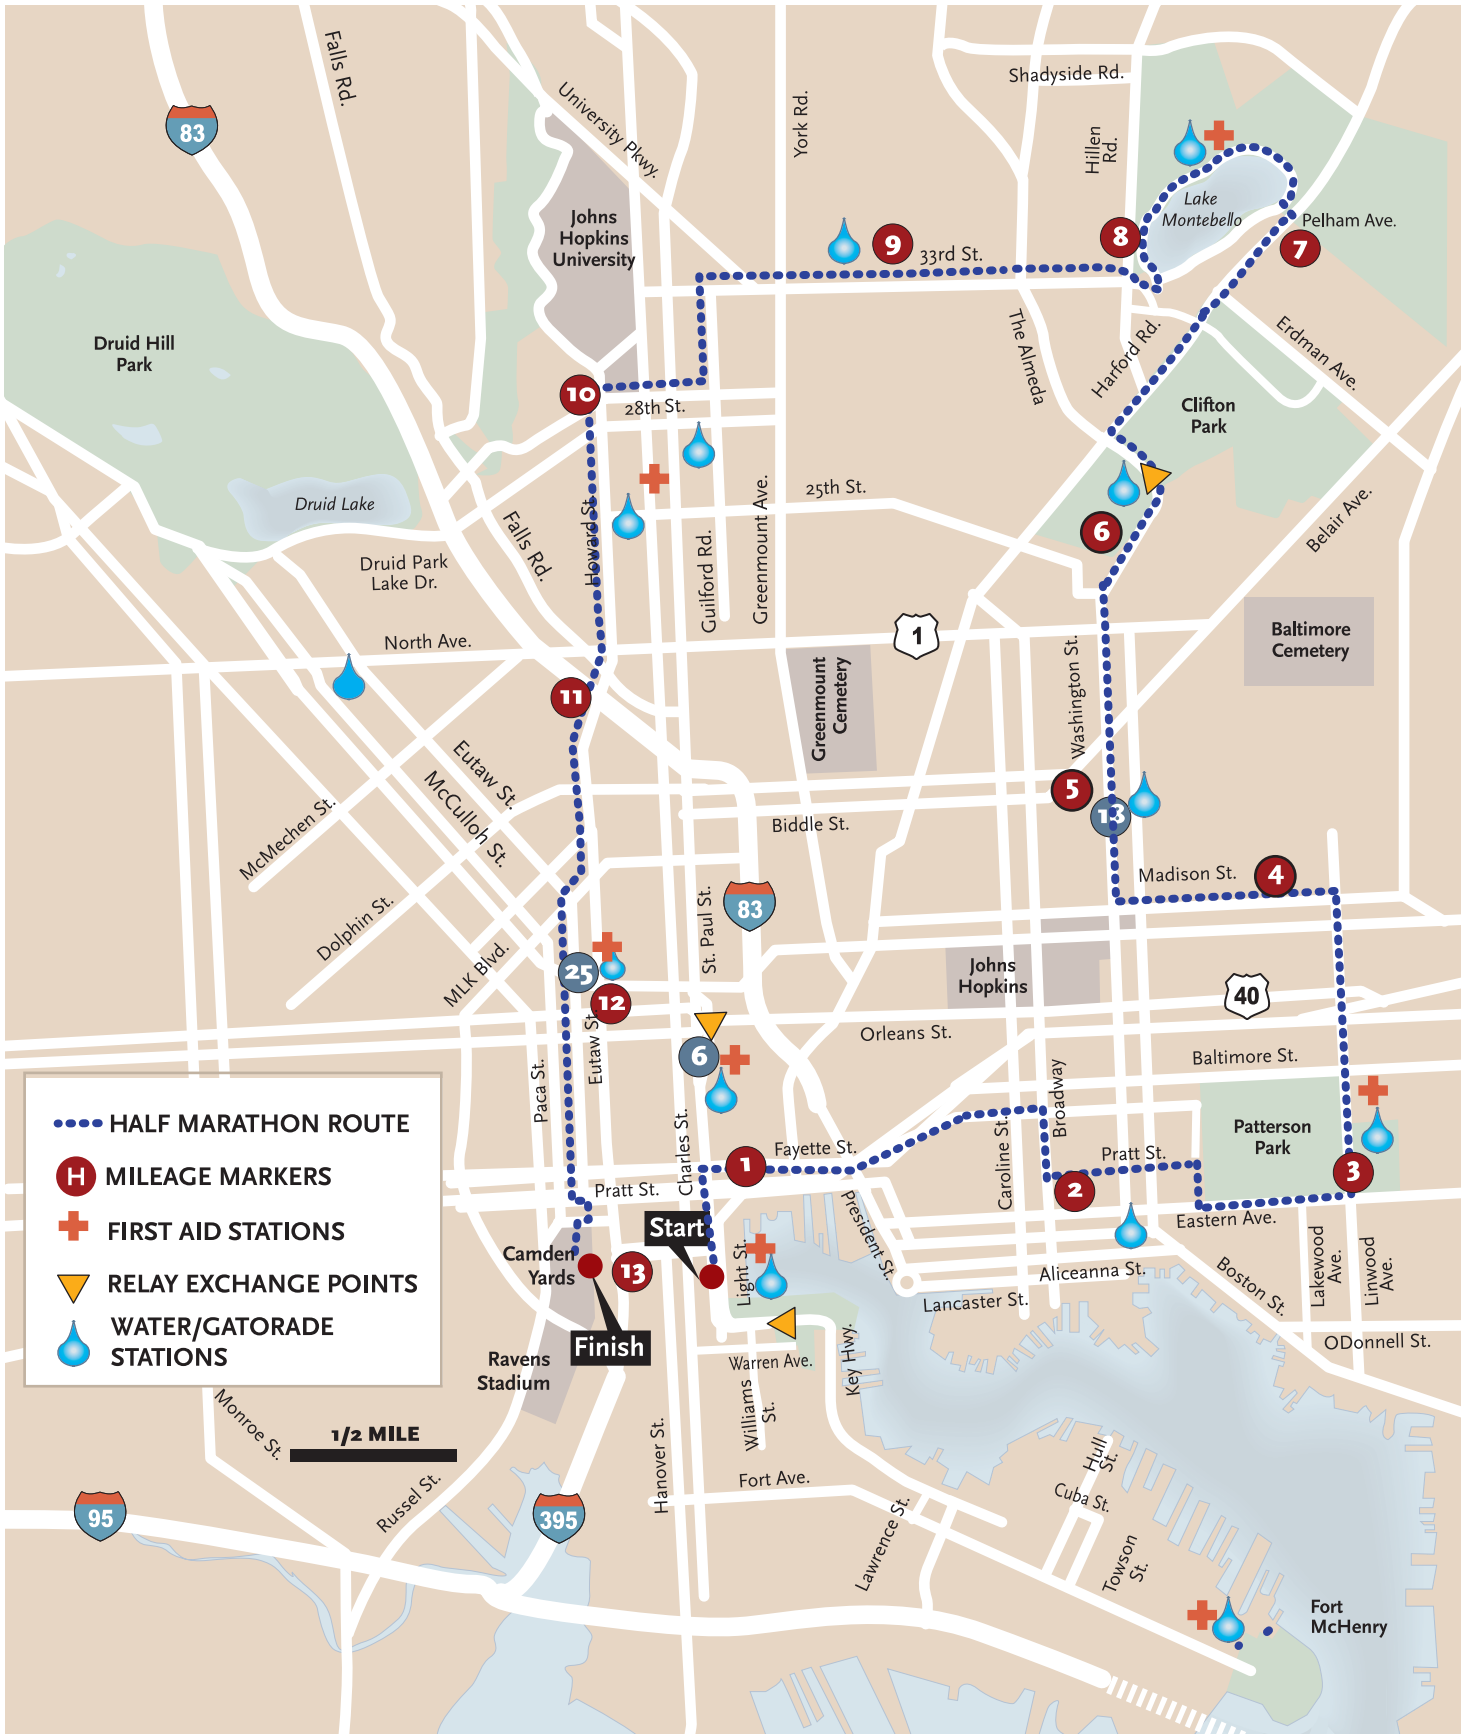 Falls Rd.
83
University Pkwy.
York Rd.
Shadyside Rd.
Hillen
Rd.
Lake
Montebello
Pelham Ave.
Johns
Hopkins
University
9
33rd St.
8
7
Druid Hill
Park
The Almeda
Harford Rd.
Erdman Ave.
10
28th St.
Clifton
Park
Druid Lake
Falls Rd.
Howard St.
25th St.
Greenmount Ave.
Guilford Rd.
6
Belair Ave.
Druid Park
Lake Dr.
North Ave.
1
Baltimore
Cemetery
Greenmount
Cemetery
Washington St.
11
Eutaw St.
McCulloh St.
McMechen St.
5
13
Biddle St.
Madison St.
4
Dolphin St.
MLK Blvd.
St. Paul St.
83
25
12
Johns
Hopkins
40
Orleans St.
Eutaw St.
Paca St.
6
Baltimore St.
Broadway
Charles St.
Caroline St.
Patterson
Park
1
Fayette St.
Pratt St.
2
3
Pratt St.
Eastern Ave.
President St.
Start
Light St.
Camden
Yards
13
Finish
Aliceanna St.
Lancaster St.
Boston St.
Lakewood
Ave.
Linwood
Ave.
ODonnell St.
HALF MARATHON ROUTE
H MILEAGE MARKERS
FIRST AID STATIONS
RELAY EXCHANGE POINTS
WATER/GATORADE
STATIONS
Ravens
Stadium
Warren Ave.
Key Hwy.
Williams
St.
Monroe St.
1/2 MILE
Russel St.
Hanover St.
Fort Ave.
Hull
St.
Cuba St.
Lawrence St.
Towson
St.
95
395
Fort
McHenry